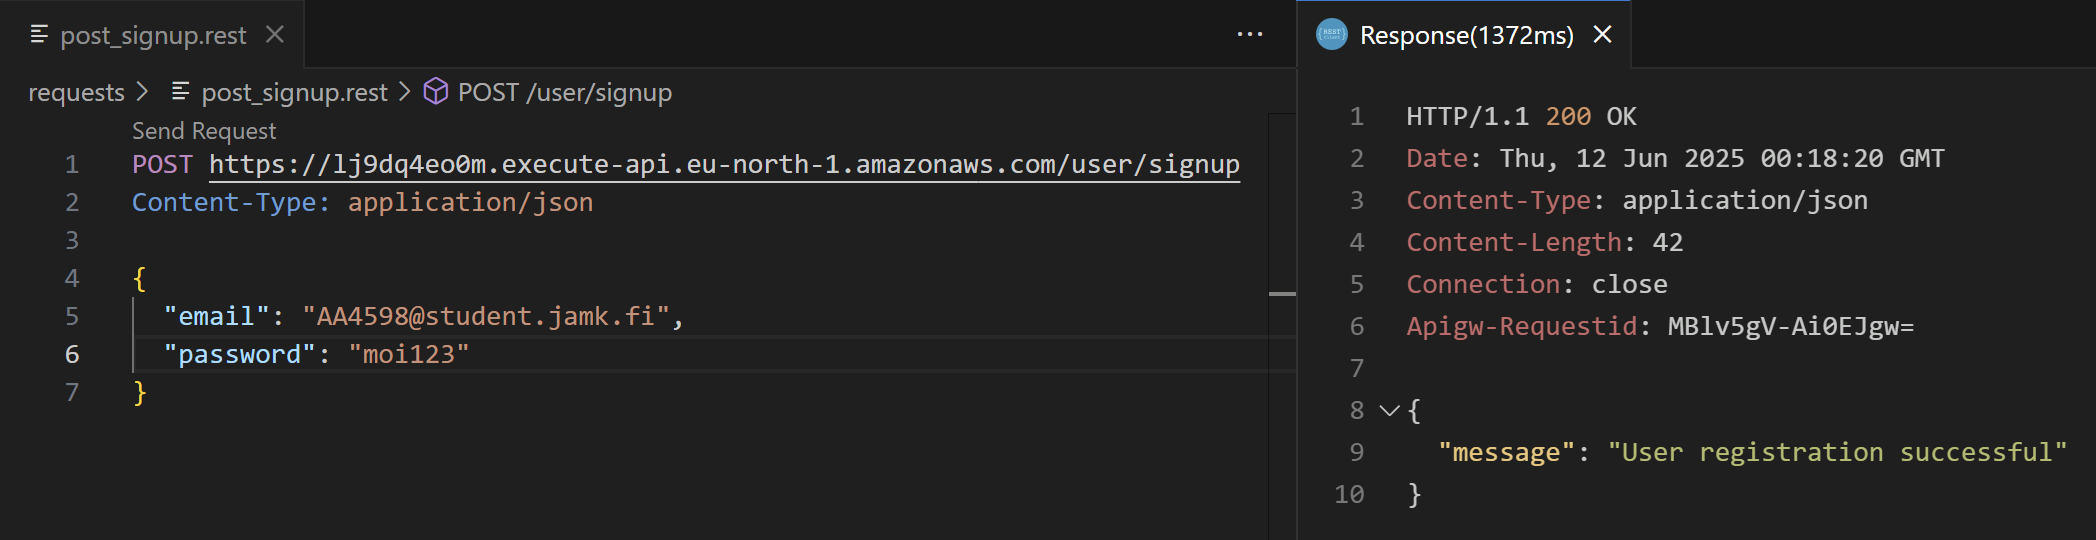 post_signup.rest
requests > post_signup.rest > POST /user/signup
Send Request
1 POST https://lj9dq4eo0m.execute-api.eu-north-1.amazonaws.com/user/signup
2 Content-Type: application/json
3
4 {
5 "email": "AA4598@student.jamk.fi",
6 "password": "moi123"
7 }
REST
Response(1372ms)
1 HTTP/1.1 200 OK
2 Date: Thu, 12 Jun 2025 00:18:20 GMT
3 Content-Type: application/json
4 Content-Length: 42
5 Connection: close
6 Apigw-Requestid: MBlv5gV-Ai0EJgw=
7
8 {
9 "message": "User registration successful"
10 }